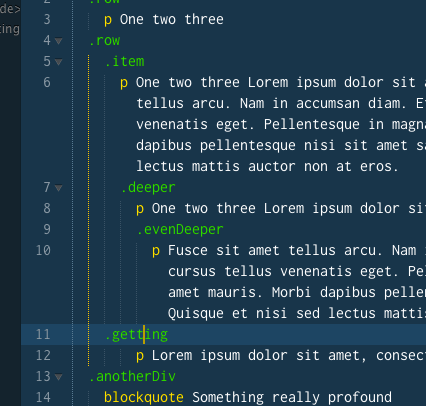 de>
ting
2 .row
3 p One two three
4 .row
5 .item
6 p One two three Lorem ipsum dolor sit a
tellus arcu. Nam in accumsan diam. E
venenatis eget. Pellentesque in magn
dapibus pellentesque nisi sit amet s
lectus mattis auctor non at eros.
7 .deeper
8 p One two three Lorem ipsum dolor si
9 .evenDeeper
10 p Fusce sit amet tellus arcu. Nam
cursus tellus venenatis eget. Pe
amet mauris. Morbi dapibus pelle
Quisque et nisi sed lectus matti
11 .getting
12 p Lorem ipsum dolor sit amet, consec
13 .anotherDiv
14 blockquote Something really profound